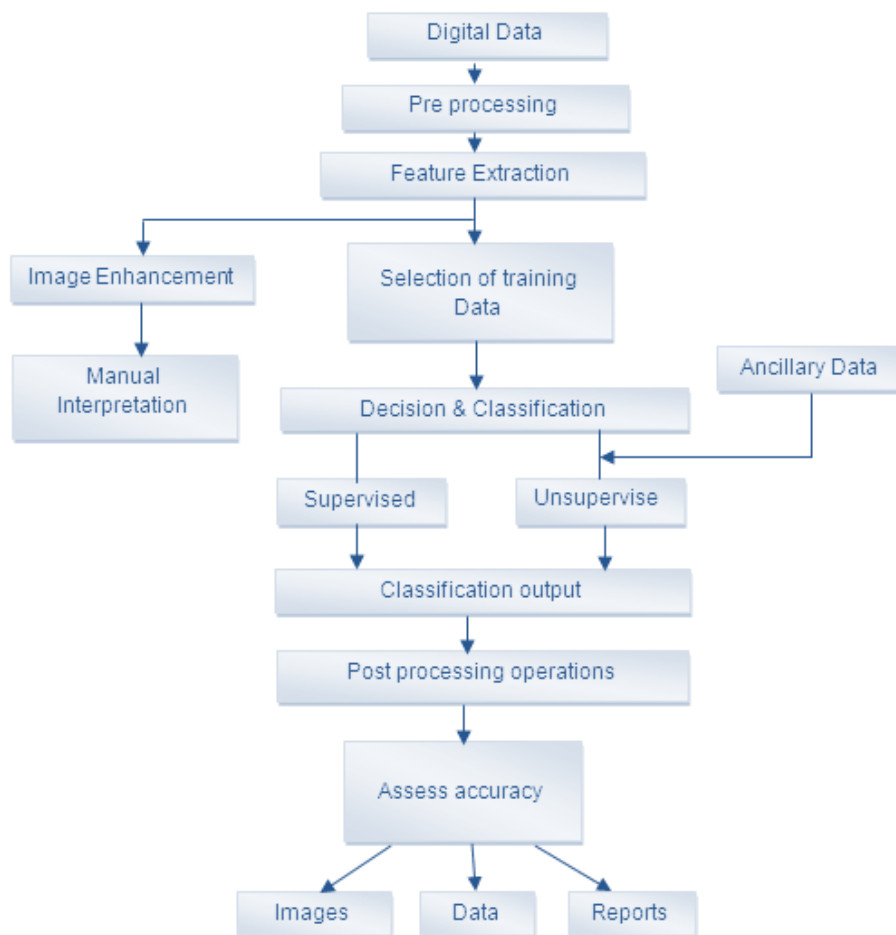 Digital Data
Pre processing
Feature Extraction
Image Enhancement
Selection of training
Data
Manual
Interpretation
Ancillary Data
Decision & Classification
Supervised
Unsupervise
Classification output
Post processing operations
Assess accuracy
Images
Data
Reports